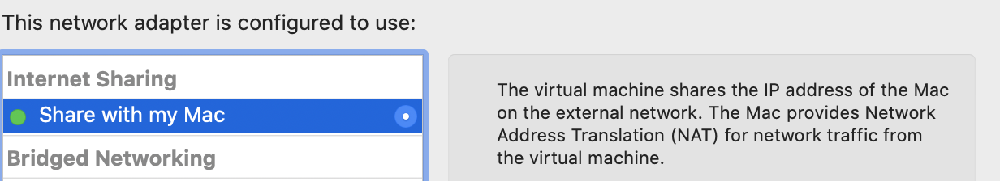 This network adapter is configured to use:
Internet Sharing
Share with my Mac
Bridged Networking
The virtual machine shares the IP address of the Mac
on the external network. The Mac provides Network
Address Translation (NAT) for network traffic from
the virtual machine.